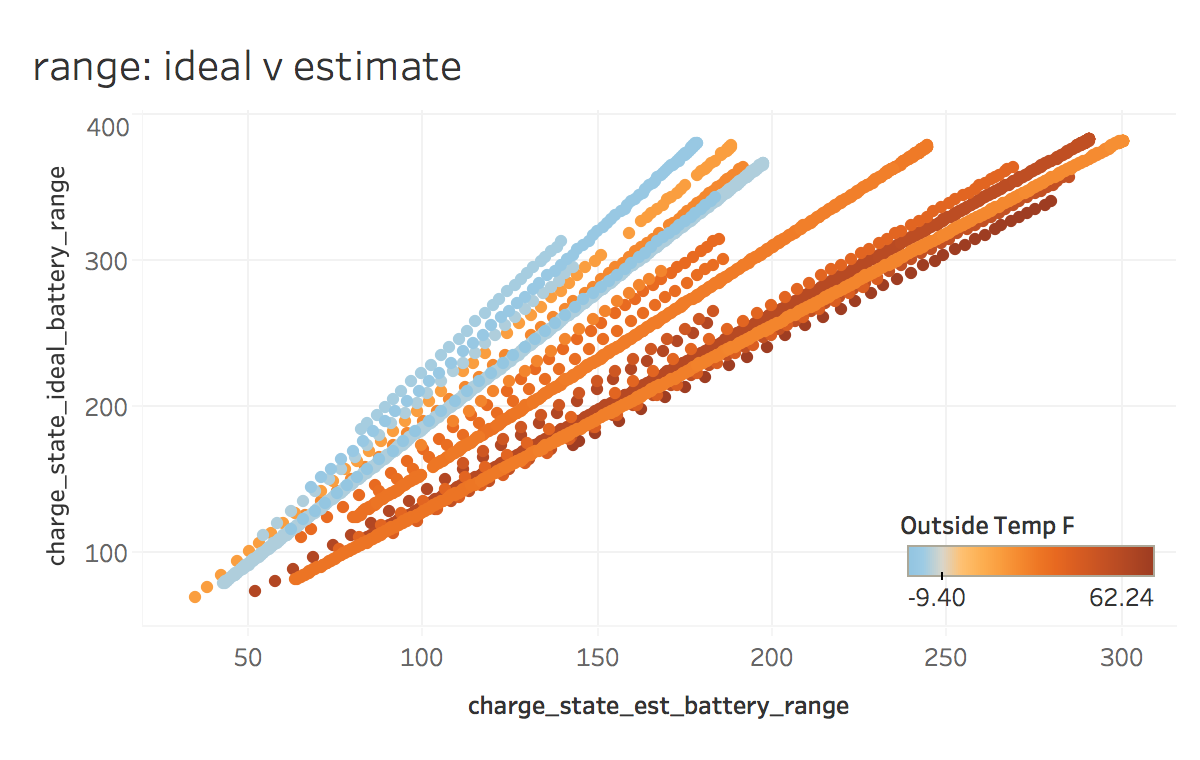 range: ideal v estimate
400
300
200
100
charge_state_ideal_battery_range
Outside Temp F
-9.40 62.24
50 100 150 200 250 300
charge_state_est_battery_range